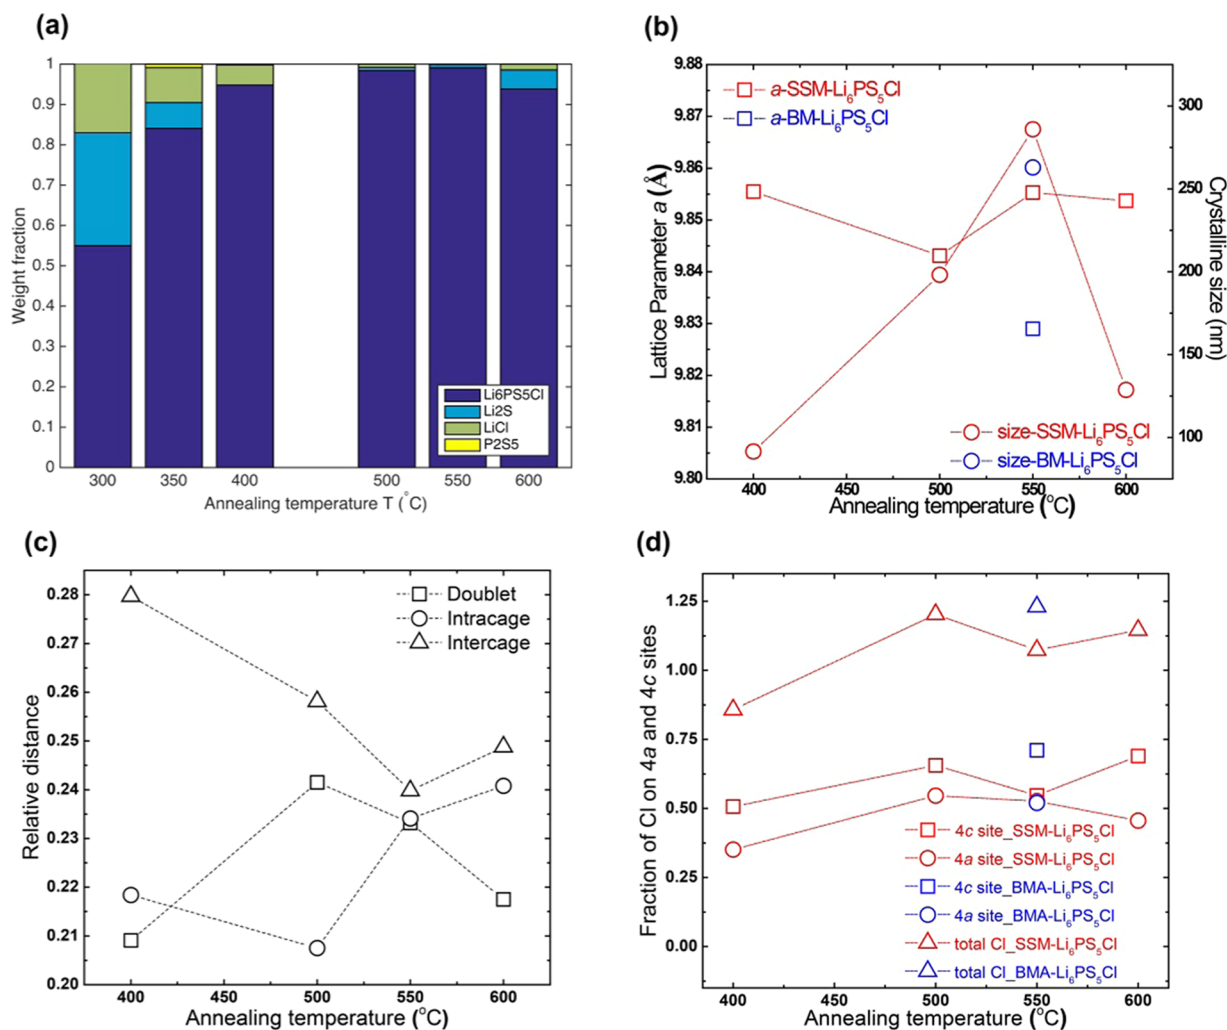 (a)
1
0.9
0.8
0.7
0.6
0.5
0.4
0.3
0.2
0.1
0
Weight fraction
Li6PS5Cl
Li2S
LiCl
P2S5
300 350 400 500 550 600
Annealing temperature T (°C)
(b)
9.88
9.87
9.86
9.85
9.84
9.83
9.82
9.81
9.80
Lattice Parameter a (Å)
a-SSM-Li₆PS₅Cl
a-BM-Li₆PS₅Cl
size-SSM-Li₆PS₅Cl
size-BM-Li₆PS₅Cl
300
250
200
150
100
Crystalline size (nm)
400 450 500 550 600
Annealing temperature (°C)
(c)
0.28
0.27
0.26
0.25
0.24
0.23
0.22
0.21
0.20
Relative distance
Doublet
Intracage
Intercage
400 500 550 600
Annealing temperature (°C)
(d)
1.25
1.00
0.75
0.50
0.25
0.00
Fraction of Cl on 4a and 4c sites
4c site_SSM-Li₆PS₅Cl
4a site_SSM-Li₆PS₅Cl
4c site_BMA-Li₆PS₅Cl
4a site_BMA-Li₆PS₅Cl
total Cl_SSM-Li₆PS₅Cl
total Cl_BMA-Li₆PS₅Cl
400 500 550 600
Annealing temperature (°C)